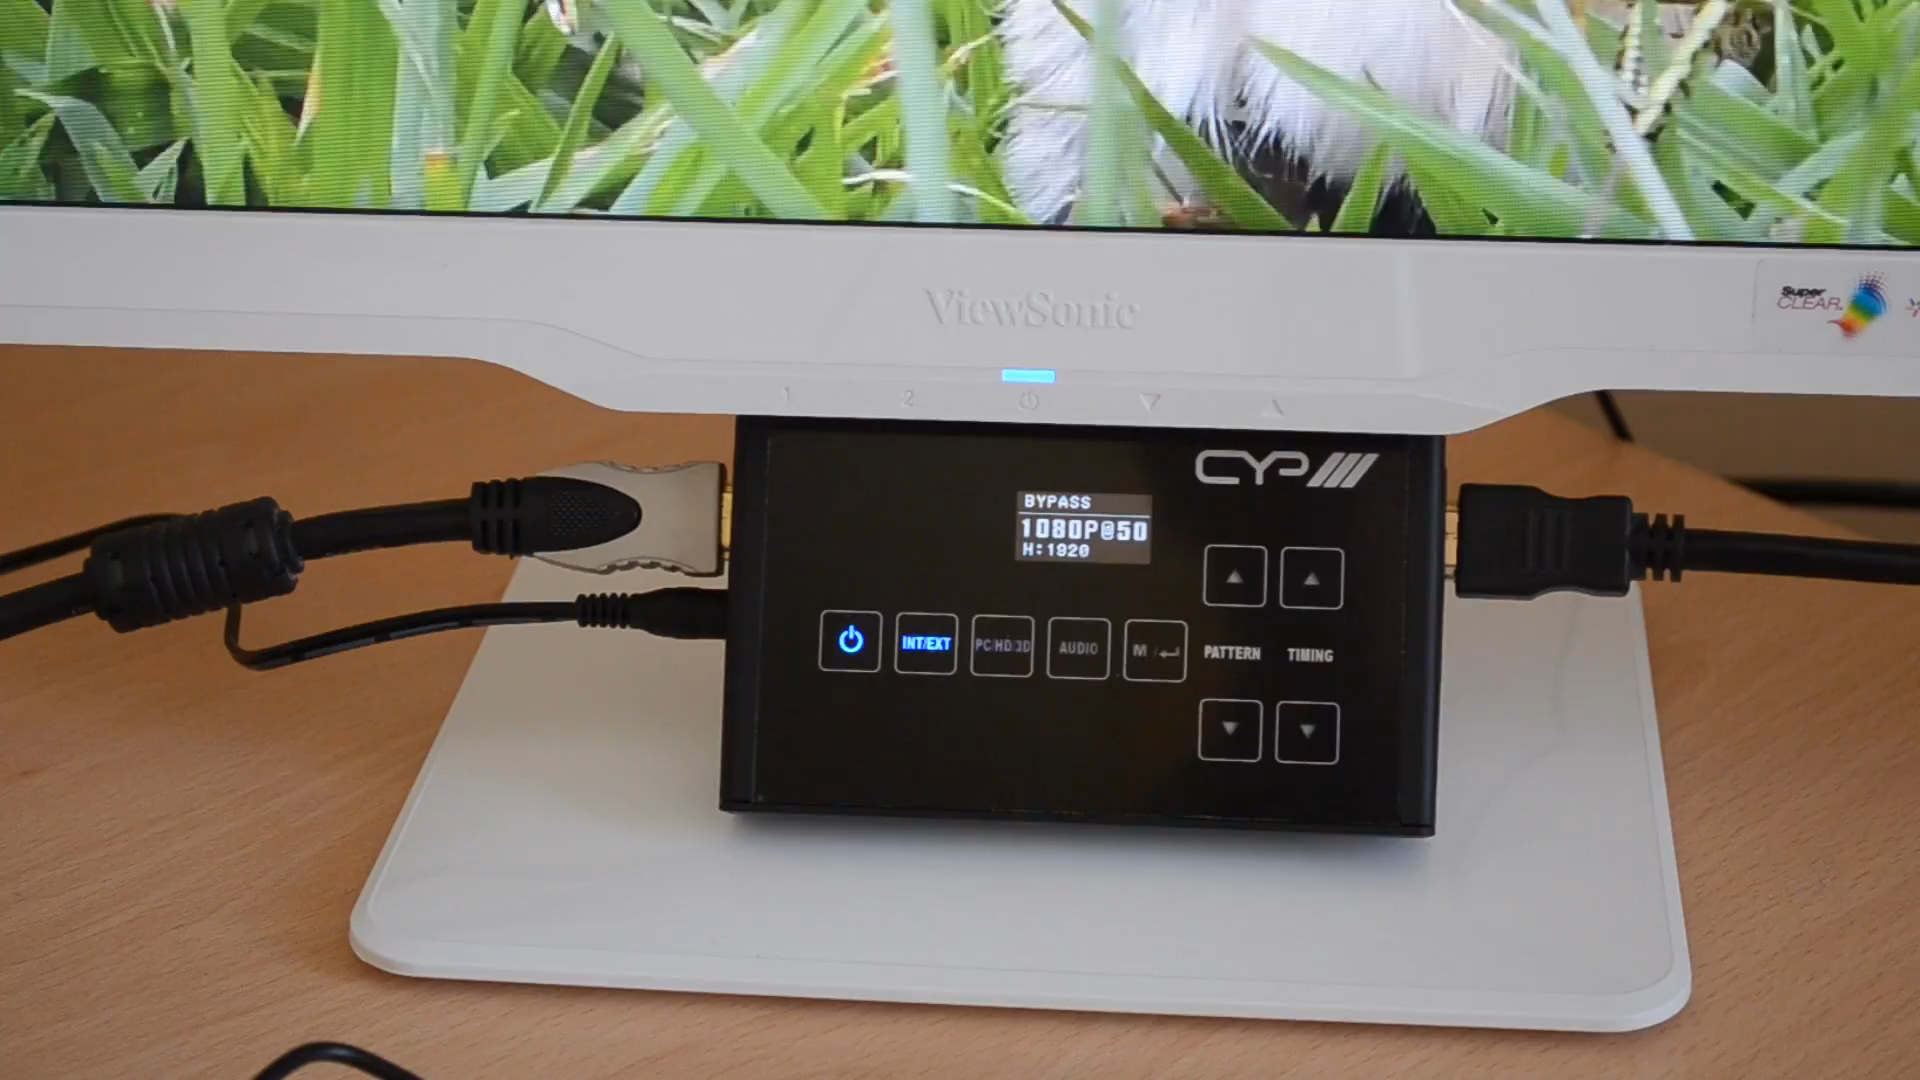 ViewSonic
Super
CLEAR
1 2
CYP
BYPASS
1080P@50
H:1920
INT/EXT
PC/HD/3D
AUDIO
M /
PATTERN
TIMING